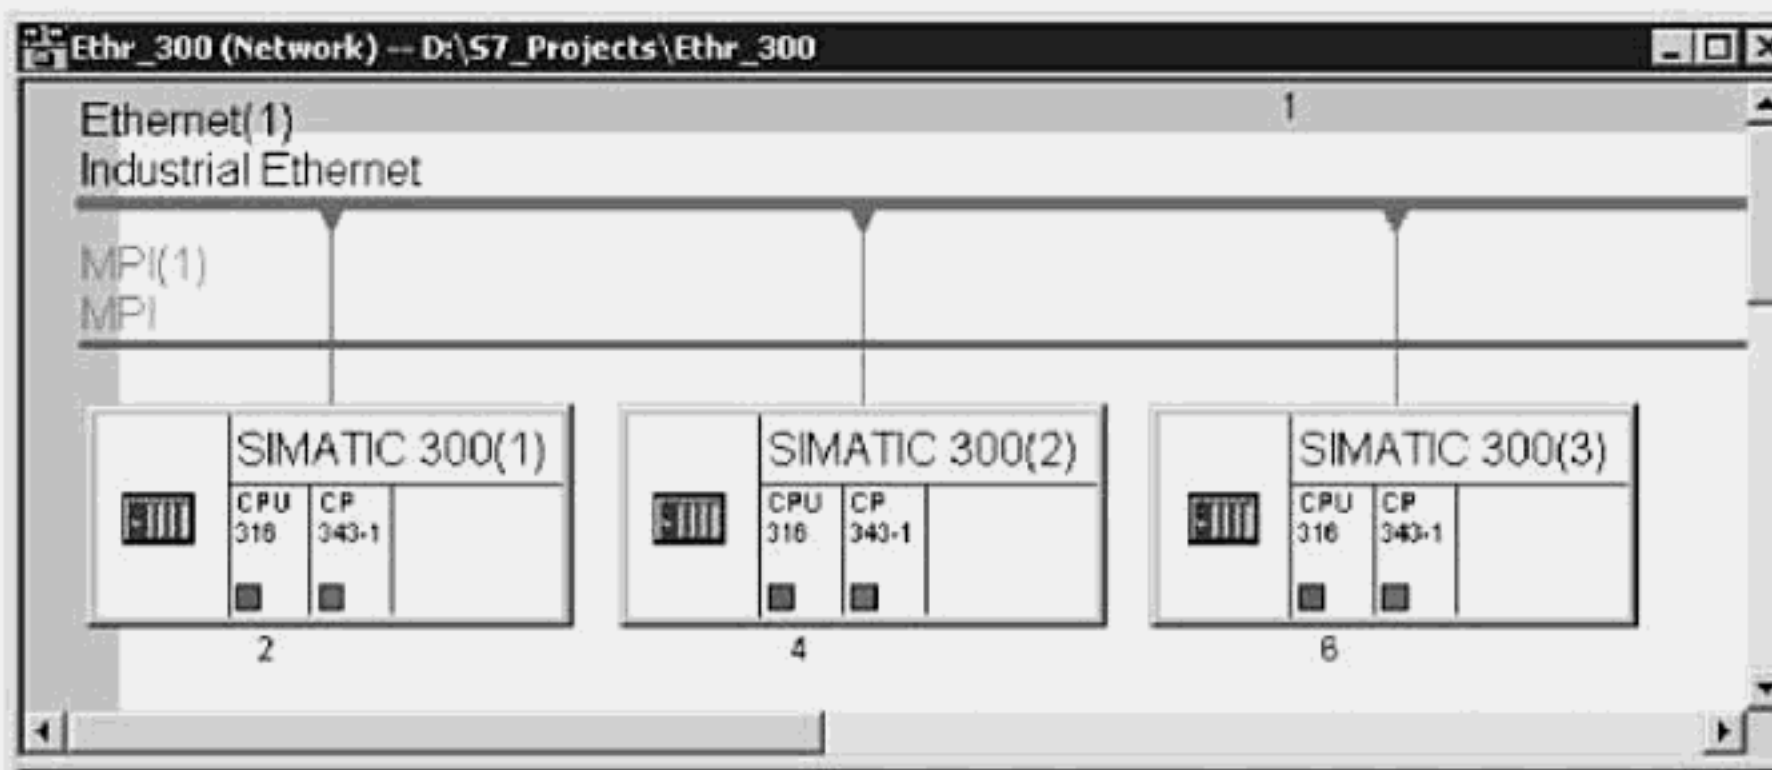 Ethr_300 (Network) -- D:\S7_Projects\Ethr_300
1
Ethernet(1)
Industrial Ethernet
MPI(1)
MPI
SIMATIC 300(1)
CPU 316
CP 343-1
2
SIMATIC 300(2)
CPU 316
CP 343-1
4
SIMATIC 300(3)
CPU 316
CP 343-1
6